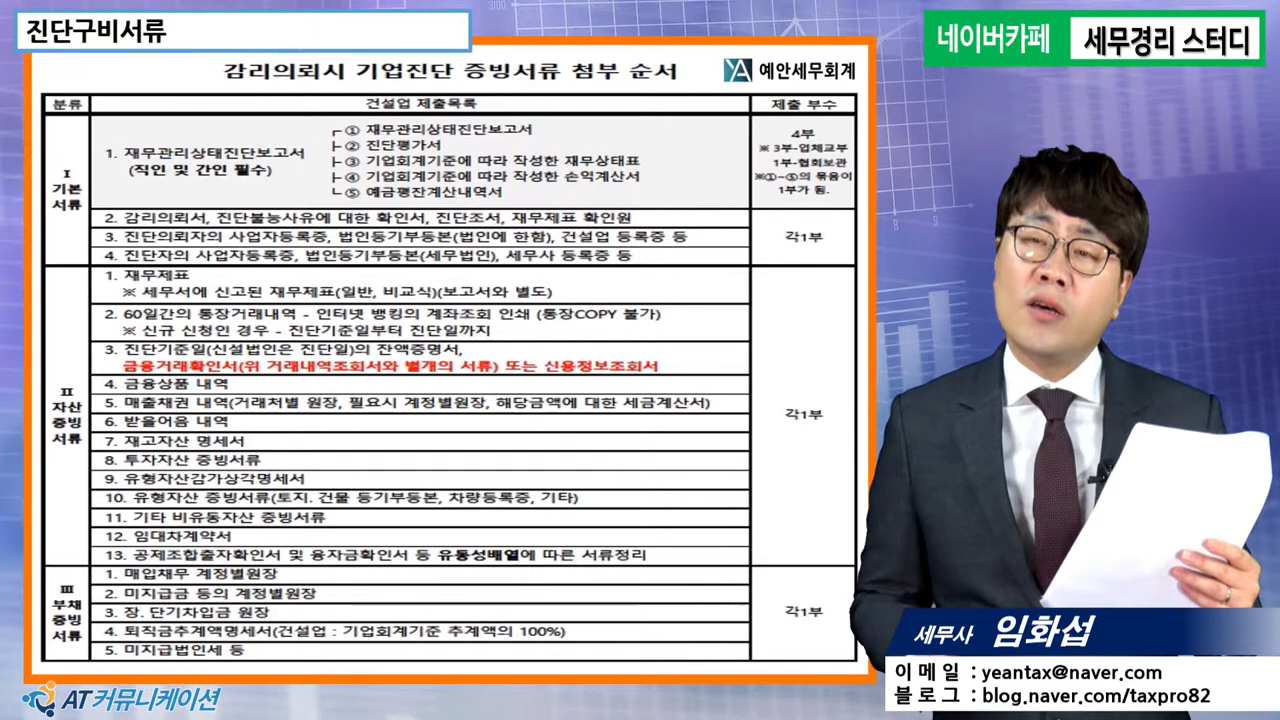 진단구비서류
네이버카페 세무경리 스터디
감리의뢰시 기업진단 증빙서류 첨부 순서
YA 예안세무회계
분류 건설업 제출목록 제출 부수
Ⅰ 기본 서류
1. 재무관리상태진단보고서
(직인 및 간인 필수)
① 재무관리상태진단보고서
② 진단평가서
③ 기업회계기준에 따라 작성한 재무상태표
④ 기업회계기준에 따라 작성한 손익계산서
⑤ 예금평잔계산내역서
4부
※ 3부-업체교부
1부-협회보관
※①-⑤의 묶음이
1부가 됨.
2. 감리의뢰서, 진단불능사유에 대한 확인서, 진단조서, 재무제표 확인원
3. 진단의뢰자의 사업자등록증, 법인등기부등본(법인에 한함), 건설업 등록증 등
4. 진단자의 사업자등록증, 법인등기부등본(세무법인), 세무사 등록증 등
각1부
Ⅱ 자산 증빙 서류
1. 재무제표
※ 세무서에 신고된 재무제표(일반, 비교식)(보고서와 별도)
2. 60일간의 통장거래내역 - 인터넷 뱅킹의 계좌조회 인쇄 (통장COPY 불가)
※ 신규 신청인 경우 - 진단기준일부터 진단일까지
3. 진단기준일(신설법인은 진단일)의 잔액증명서,
금융거래확인서(위 거래내역조회서와 별개의 서류) 또는 신용정보조회서
4. 금융상품 내역
5. 매출채권 내역(거래처별 원장, 필요시 계정별원장, 해당금액에 대한 세금계산서)
6. 받을어음 내역
7. 재고자산 명세서
8. 투자자산 증빙서류
9. 유형자산감가상각명세서
10. 유형자산 증빙서류(토지. 건물 등기부등본, 차량등록증, 기타)
11. 기타 비유동자산 증빙서류
12. 임대차계약서
13. 공제조합출자확인서 및 융자금확인서 등 유동성배열에 따른 서류정리
각1부
Ⅲ 부채 증빙 서류
1. 매입채무 계정별원장
2. 미지급금 등의 계정별원장
3. 장. 단기차입금 원장
4. 퇴직금추계액명세서(건설업 : 기업회계기준 추계액의 100%)
5. 미지급법인세 등
각1부
세무사 임화섭
이 메 일 : yeantax@naver.com
블 로 그 : blog.naver.com/taxpro82
AT커뮤니케이션